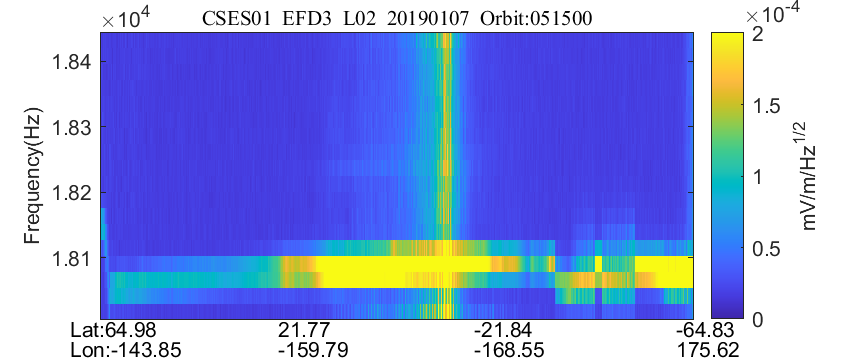 CSES01 EFD3 L02 20190107 Orbit:051500
×10⁴
×10⁻⁴
1.84
1.83
1.82
1.81
Frequency(Hz)
2
1.5
1
0.5
0
mV/m/Hz^1/2
Lat:64.98 21.77 -21.84 -64.83
Lon:-143.85 -159.79 -168.55 175.62